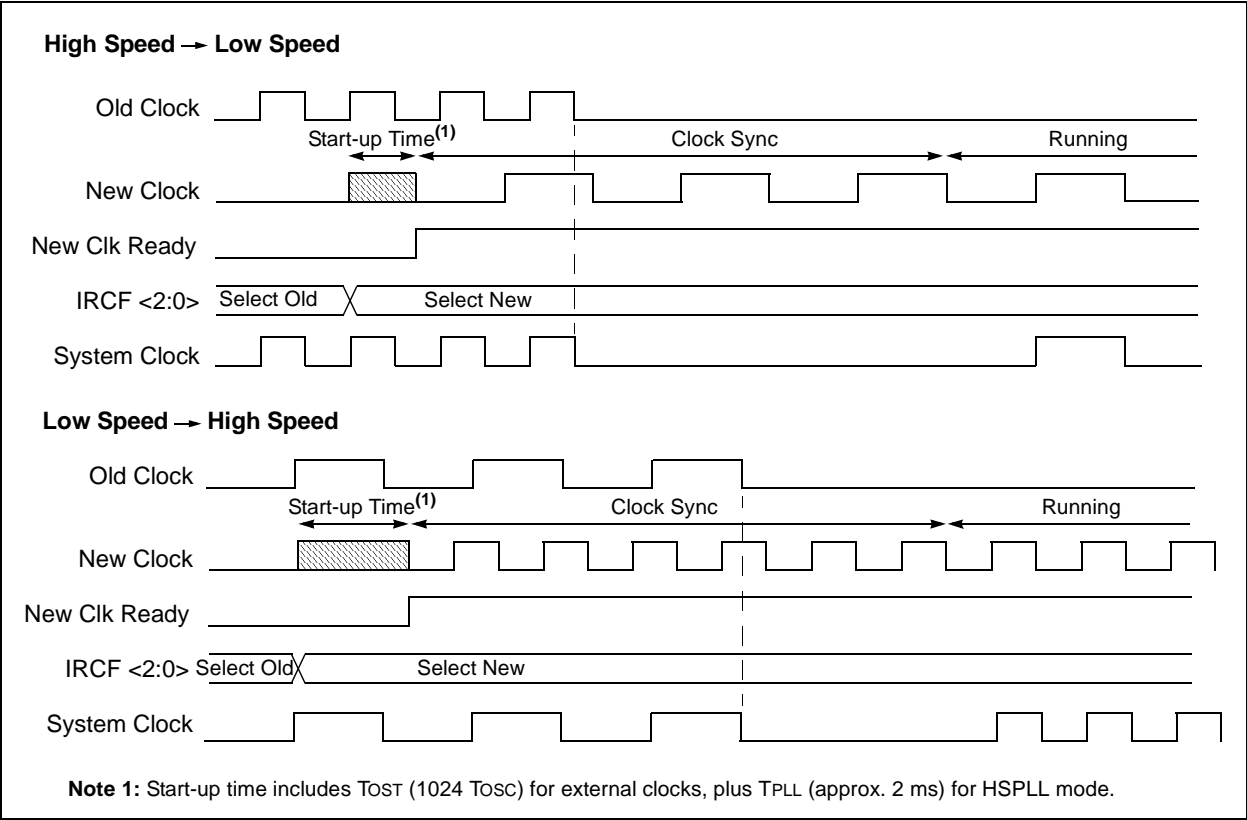 High Speed → Low Speed
Old Clock
Start-up Time(1)
Clock Sync
Running
New Clock
New Clk Ready
IRCF <2:0>
Select Old
Select New
System Clock
Low Speed → High Speed
Old Clock
Start-up Time(1)
Clock Sync
Running
New Clock
New Clk Ready
IRCF <2:0>
Select Old
Select New
System Clock
Note 1: Start-up time includes TOST (1024 TOSC) for external clocks, plus TPLL (approx. 2 ms) for HSPLL mode.